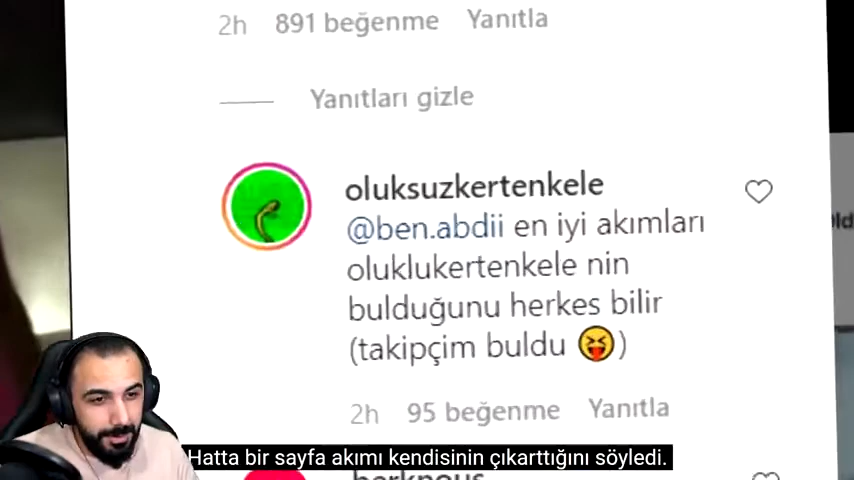 2h 891 beğenme Yanıtla
Yanıtları gizle
oluksuzkertenkele
@ben.abdii en iyi akımları
oluklukertenkele nin
bulduğunu herkes bilir
(takipçim buldu 😝)
2h 95 beğenme Yanıtla
Hatta bir sayfa akımı kendisinin çıkarttığını söyledi.